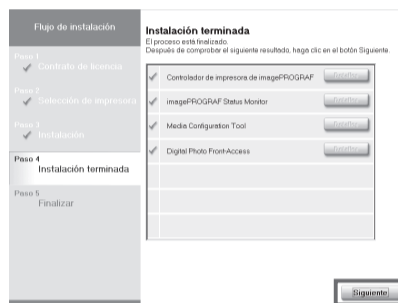 Flujo de instalación
Paso 1
Contrato de licencia
Paso 2
Selección de impresora
Paso 3
Instalación
Paso 4
Instalación terminada
Paso 5
Finalizar
Instalación terminada
El proceso está finalizado.
Después de comprobar el siguiente resultado, haga clic en el botón Siguiente.
Controlador de impresora de imagePROGRAF
imagePROGRAF Status Monitor
Media Configuration Tool
Digital Photo Front-Access
Siguiente